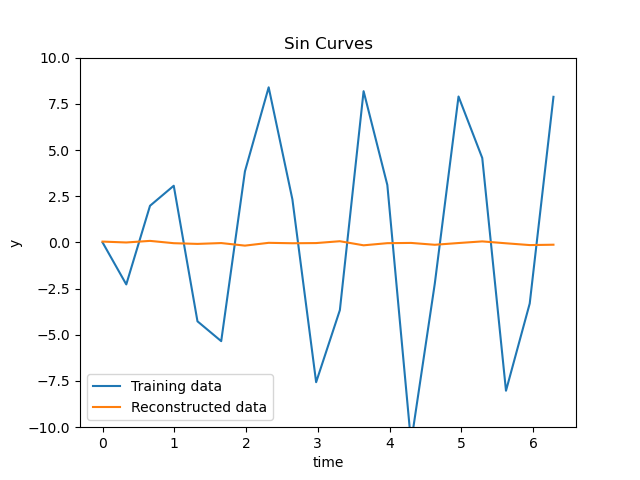 Sin Curves
10.0
7.5
5.0
2.5
0.0
−2.5
−5.0
−7.5
−10.0
y
Training data
Reconstructed data
0 1 2 3 4 5 6
time